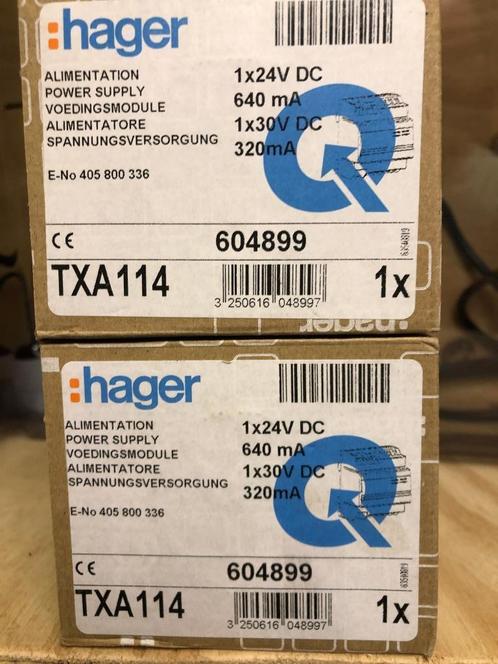 :hager
ALIMENTATION 1x24V DC
POWER SUPPLY 640 mA
VOEDINGSMODULE 1x30V DC
ALIMENTATORE 320mA
SPANNUNGSVERSORGUNG
E-No 405 800 336
CE 604899
TXA114 3 250616 048997 1x
:hager
:hager
ALIMENTATION 1x24V DC
POWER SUPPLY 640 mA
VOEDINGSMODULE 1x30V DC
ALIMENTATORE 320mA
SPANNUNGSVERSORGUNG
E-No 405 800 336
CE 604899
TXA114 3 250616 048997 1x